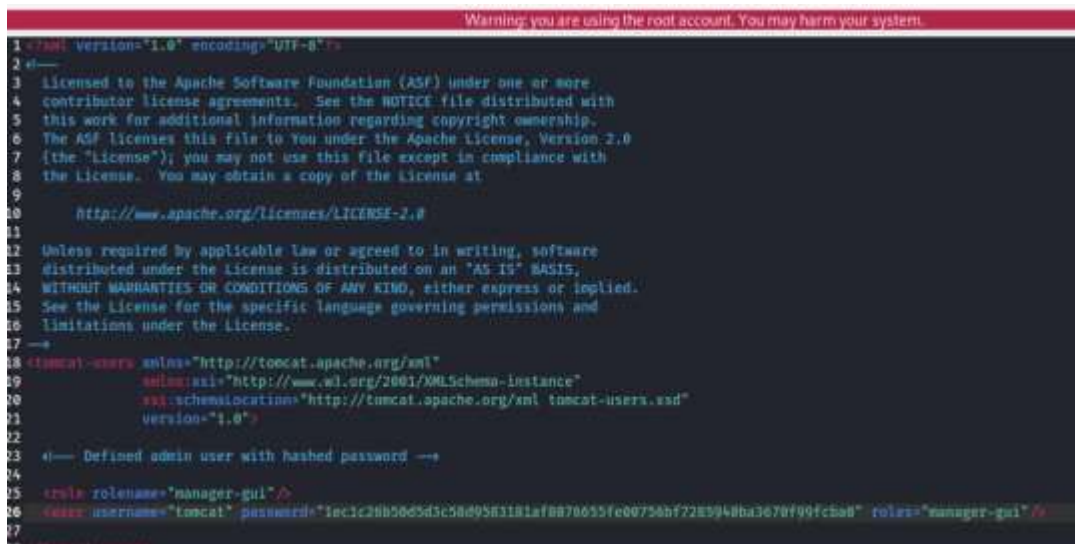 Warning: you are using the root account. You may harm your system.
1 <?xml version="1.0" encoding="UTF-8"?>
2 <!--
3 Licensed to the Apache Software Foundation (ASF) under one or more
4 contributor license agreements. See the NOTICE file distributed with
5 this work for additional information regarding copyright ownership.
6 The ASF licenses this file to You under the Apache License, Version 2.0
7 (the "License"); you may not use this file except in compliance with
8 the License. You may obtain a copy of the License at
9
10 http://www.apache.org/licenses/LICENSE-2.0
11
12 Unless required by applicable law or agreed to in writing, software
13 distributed under the License is distributed on an "AS IS" BASIS,
14 WITHOUT WARRANTIES OR CONDITIONS OF ANY KIND, either express or implied.
15 See the License for the specific language governing permissions and
16 limitations under the License.
17 -->
18 <tomcat-users xmlns="http://tomcat.apache.org/xml"
19 xmlns:xsi="http://www.w3.org/2001/XMLSchema-instance"
20 xsi:schemaLocation="http://tomcat.apache.org/xml tomcat-users.xsd"
21 version="1.0">
22
23 <!-- Defined admin user with hashed password -->
24
25 <role rolename="manager-gui"/>
26 <user username="tomcat" password= roles="manager-gui"/>
27